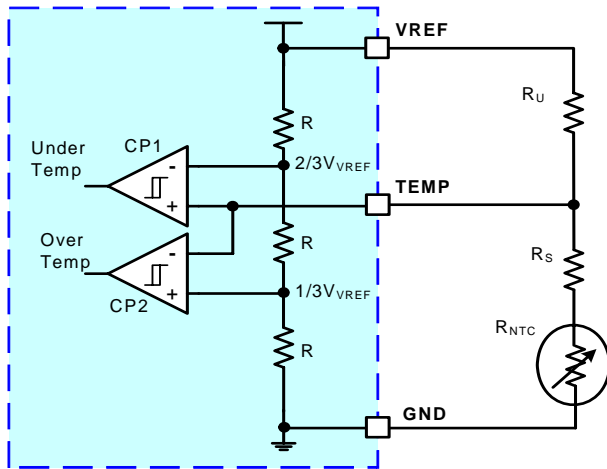 VREF
R
RU
Under
Temp
CP1
-
+
2/3VVREF
TEMP
Over
Temp
-
+
CP2
R
1/3VVREF
RS
RNTC
R
GND